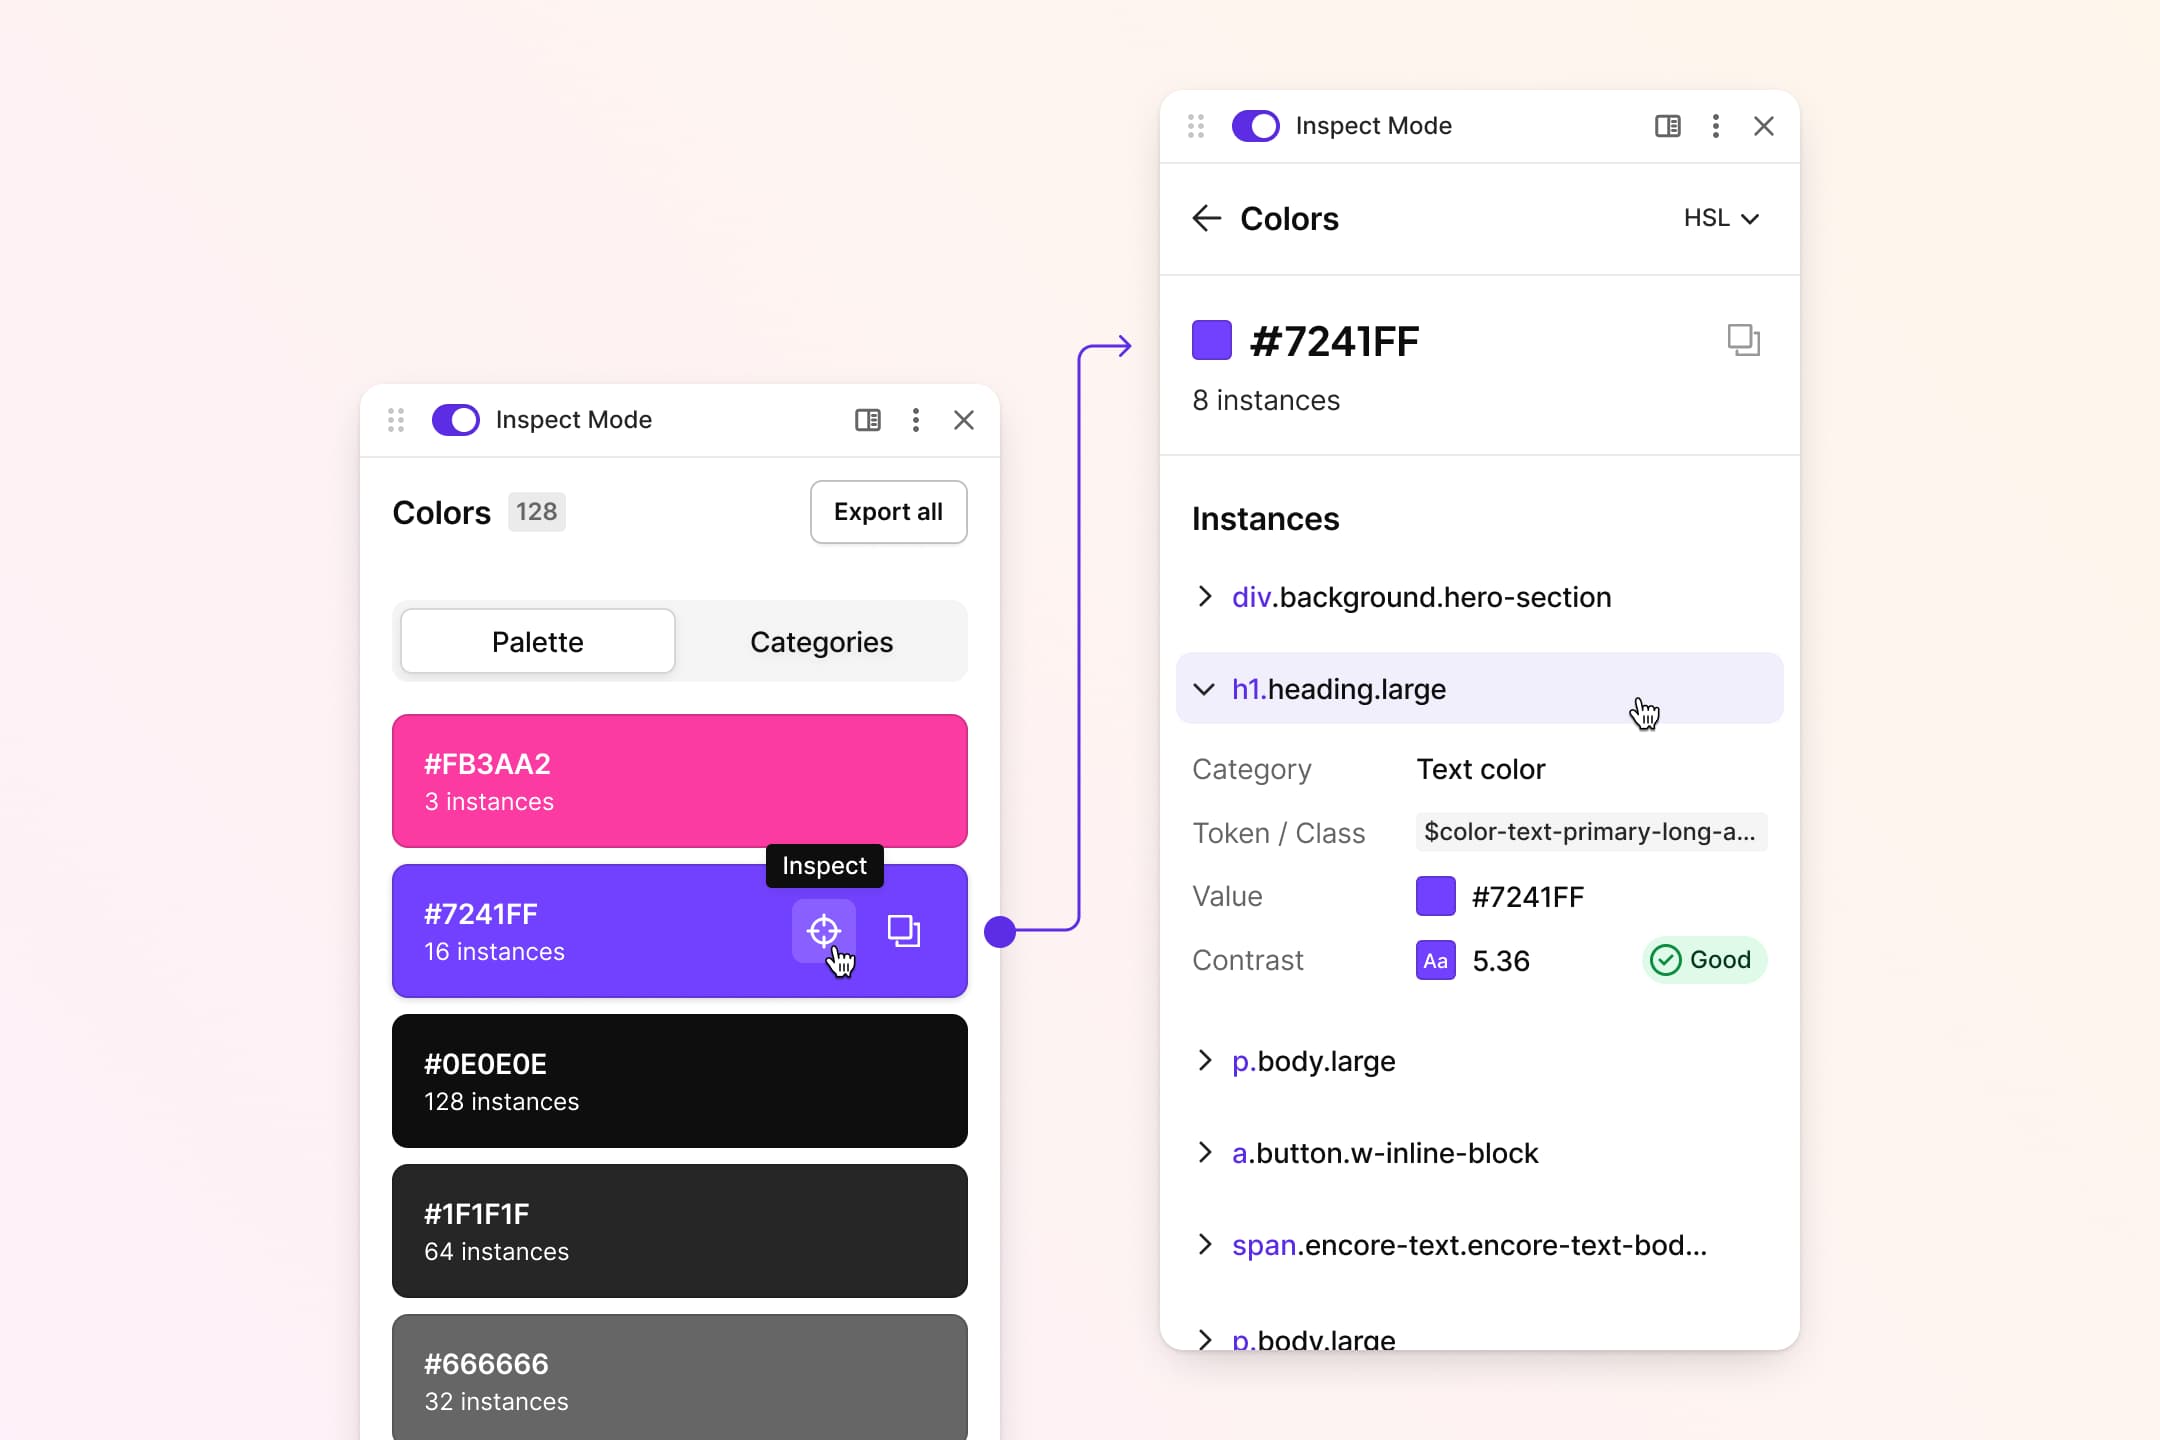 Inspect Mode
Colors 128
Export all
Palette
Categories
#FB3AA2
3 instances
Inspect
#7241FF
16 instances
#0E0E0E
128 instances
#1F1F1F
64 instances
#666666
32 instances
Inspect Mode
Colors
HSL
#7241FF
8 instances
Instances
div.background.hero-section
h1.heading.large
Category Text color
Token / Class $color-text-primary-long-a...
Value #7241FF
Contrast Aa 5.36 Good
p.body.large
a.button.w-inline-block
span.encore-text.encore-text-bod...
p.body.large